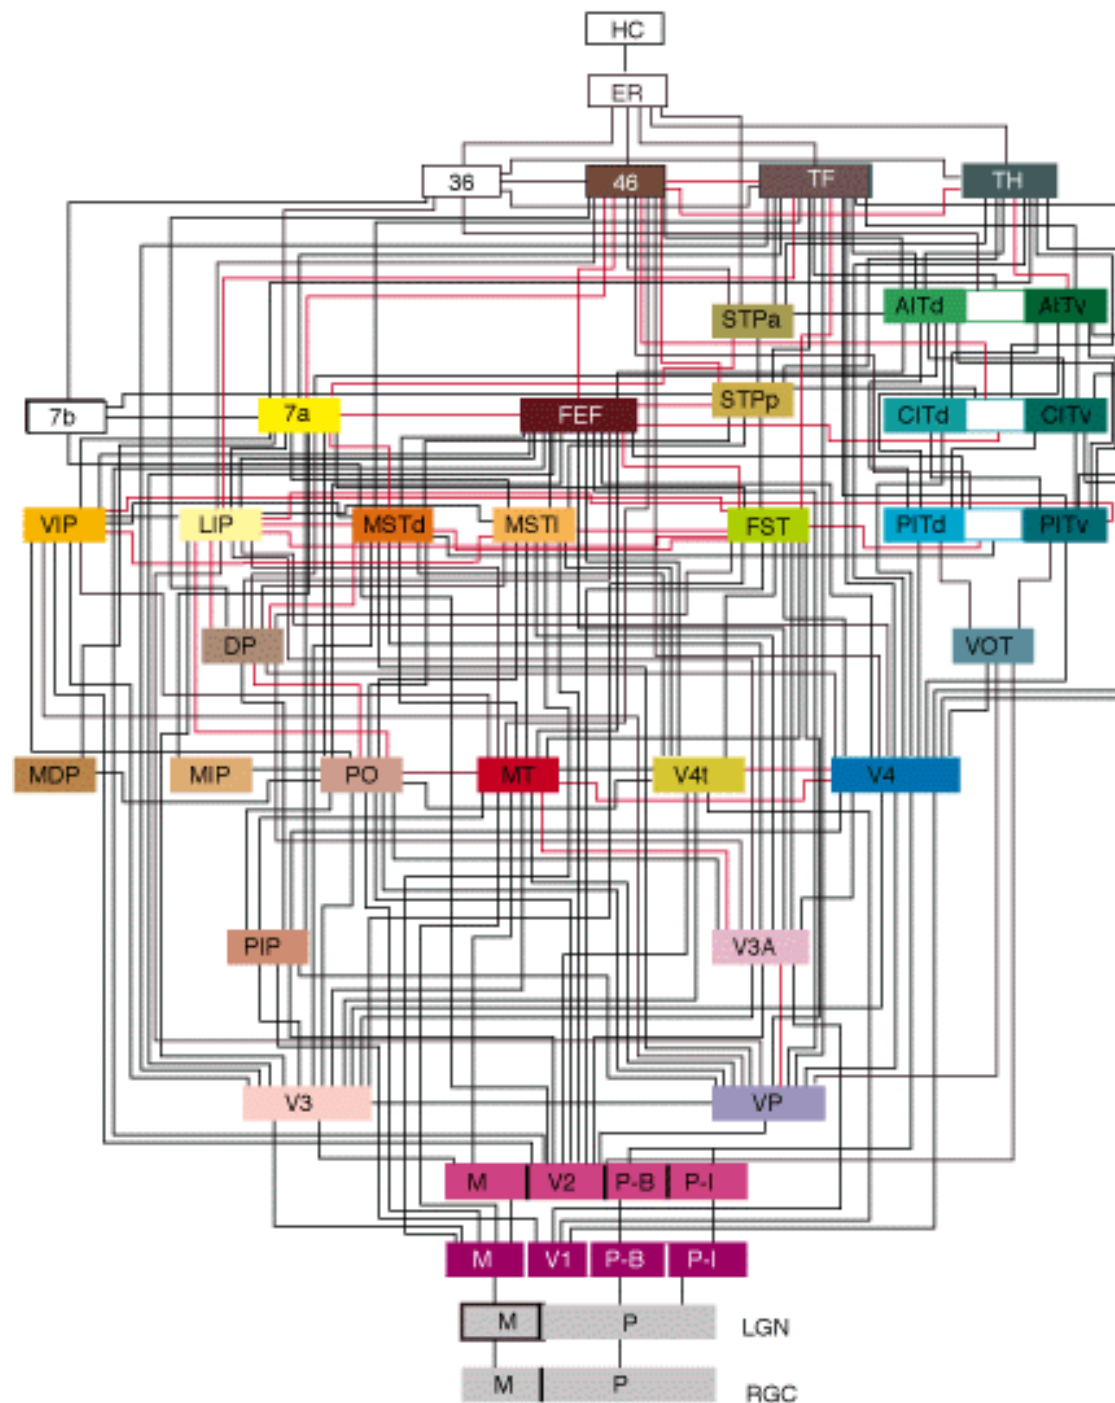 HC
ER
36 46 TF TH
STPa AITd AITv
7b 7a FEF STPp CITd CITv
VIP LIP MSTd MSTl FST PITd PITv
DP VOT
MDP MIP PO MT V4t V4
PIP V3A
V3 VP
M V2 P-B P-I
M V1 P-B P-I
M P LGN
M P RGC